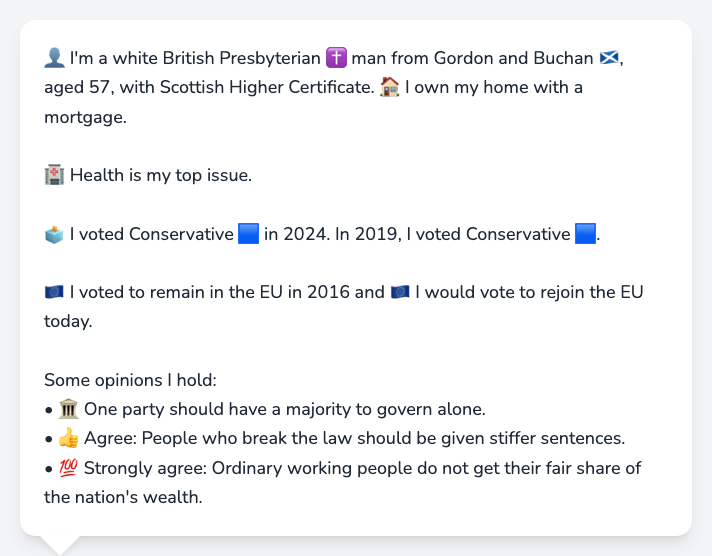 👤 I'm a white British Presbyterian ✝️ man from Gordon and Buchan 🏴󠁧󠁢󠁳󠁣󠁴󠁿,
aged 57, with Scottish Higher Certificate. 🏠 I own my home with a
mortgage.
🏥 Health is my top issue.
🗳️ I voted Conservative 🟦 in 2024. In 2019, I voted Conservative 🟦.
🇪🇺 I voted to remain in the EU in 2016 and 🇪🇺 I would vote to rejoin the EU
today.
Some opinions I hold:
• 🏛️ One party should have a majority to govern alone.
• 👍 Agree: People who break the law should be given stiffer sentences.
• 💯 Strongly agree: Ordinary working people do not get their fair share of
the nation's wealth.